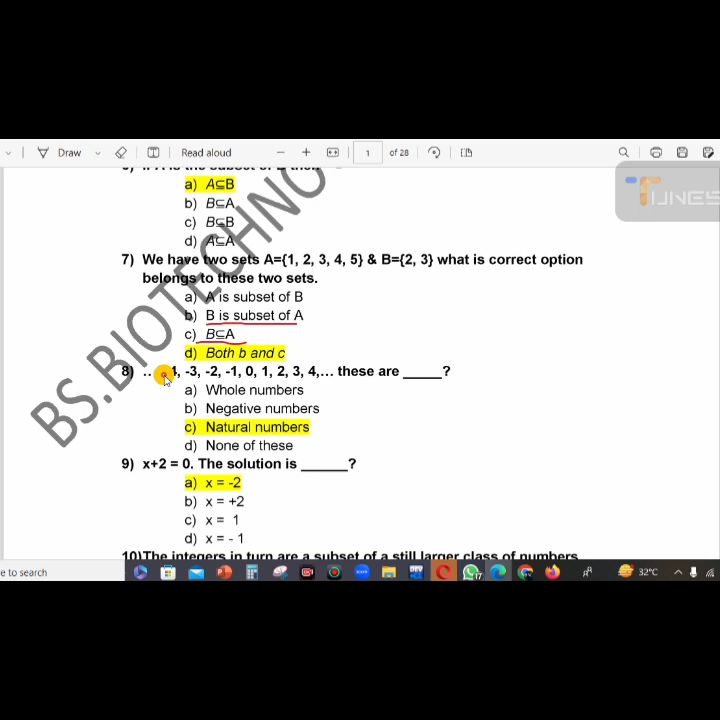 Draw
Read aloud
1 of 28
TUNES
a) A⊆B
b) B⊆A
c) B⊆B
d) A⊆A
7) We have two sets A={1, 2, 3, 4, 5} & B={2, 3} what is correct option
belongs to these two sets.
a) A is subset of B
b) B is subset of A
c) B⊆A
d) Both b and c
8) -3, -2, -1, 0, 1, 2, 3, 4,... these are _____?
a) Whole numbers
b) Negative numbers
c) Natural numbers
d) None of these
9) x+2 = 0. The solution is ______?
a) x = -2
b) x = +2
c) x = 1
d) x = - 1
10)The integers in turn are a subset of a still larger class of numbers
BS.BIOTECHNO
e to search
17
32°C